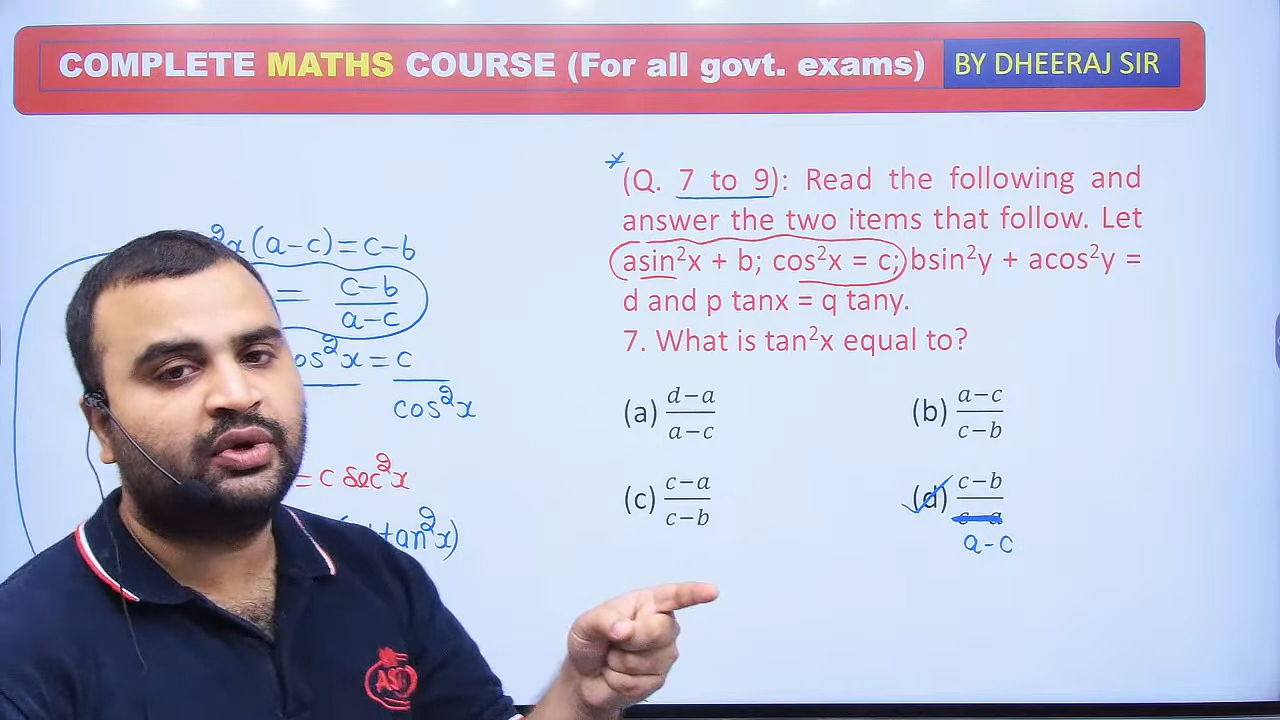 COMPLETE MATHS COURSE (For all govt. exams) BY DHEERAJ SIR
(Q. 7 to 9): Read the following and
answer the two items that follow. Let
asin²x + b; cos²x = c; bsin²y + acos²y =
d and p tanx = q tany.
7. What is tan²x equal to?
(a) d−a/a−c (b) a−c/c−b
(c) c−a/c−b (d) c−b/c−a
a-c
²x(a-c)=c-b
= c-b/a-c
os²x = c
cos²x
= c sec²x
tan²x)
ASI